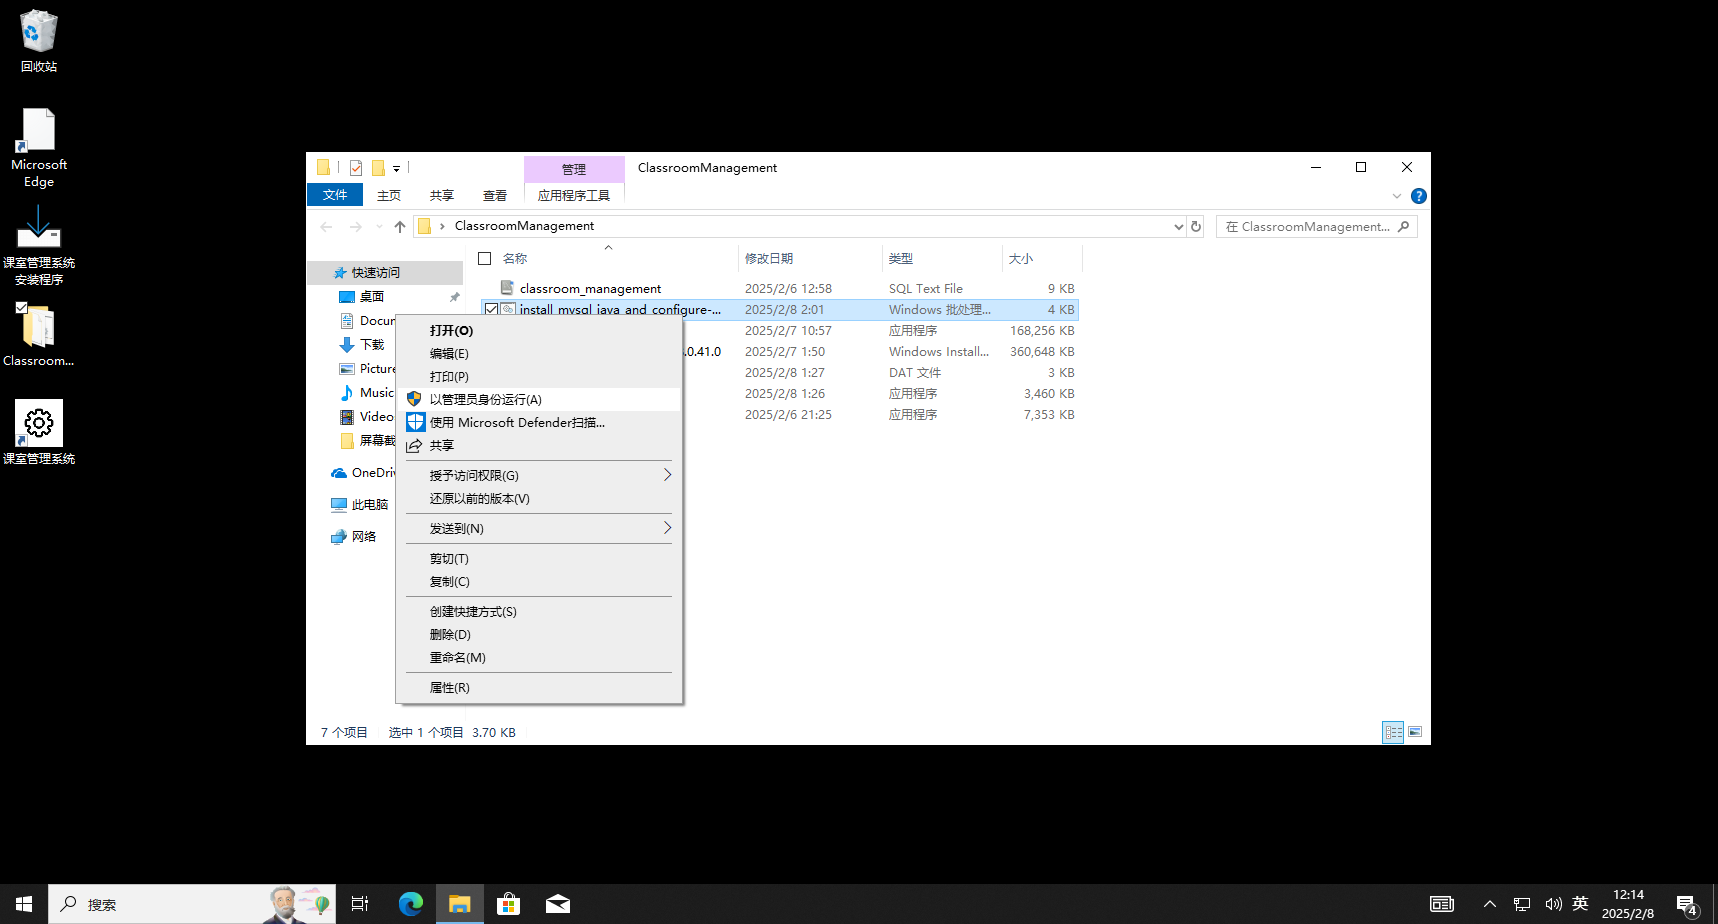 回收站
Microsoft
Edge
课室管理系统
安装程序
Classroom...
课室管理系统
管理
ClassroomManagement
文件
主页
共享
查看
应用程序工具
ClassroomManagement
在 ClassroomManagement...
名称
修改日期
类型
大小
快速访问
桌面
Docun
下载
Picture
Music
Video
屏幕截
OneDriv
此电脑
网络
classroom_management
2025/2/6 12:58
SQL Text File
9 KB
install_mysql_java_and_configure-...
2025/2/8 2:01
Windows 批处理...
4 KB
2025/2/7 10:57
应用程序
168,256 KB
.0.41.0
2025/2/7 1:50
Windows Install...
360,648 KB
2025/2/8 1:27
DAT 文件
3 KB
2025/2/8 1:26
应用程序
3,460 KB
2025/2/6 21:25
应用程序
7,353 KB
打开(O)
编辑(E)
打印(P)
以管理员身份运行(A)
使用 Microsoft Defender扫描...
共享
授予访问权限(G)
还原以前的版本(V)
发送到(N)
剪切(T)
复制(C)
创建快捷方式(S)
删除(D)
重命名(M)
属性(R)
7 个项目
选中 1 个项目 3.70 KB
搜索
英
12:14
2025/2/8
4